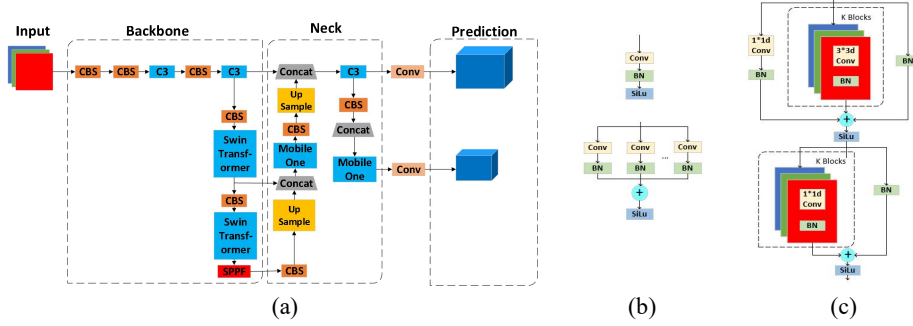 Input
Backbone
Neck
Prediction
CBS
CBS
C3
CBS
C3
Concat
C3
Conv
Up
Sample
CBS
CBS
CBS
Concat
Swin
Transf-
ormer
Mobile
One
Mobile
One
Conv
Concat
CBS
Up
Sample
Swin
Transf-
ormer
SPPF
CBS
(a)
Conv
BN
SiLu
Conv
Conv
Conv
...
BN
BN
BN
+
SiLu
(b)
K Blocks
1*1d
Conv
3*3d
Conv
BN
BN
BN
+
SiLu
K Blocks
1*1d
Conv
BN
BN
+
SiLu
(c)